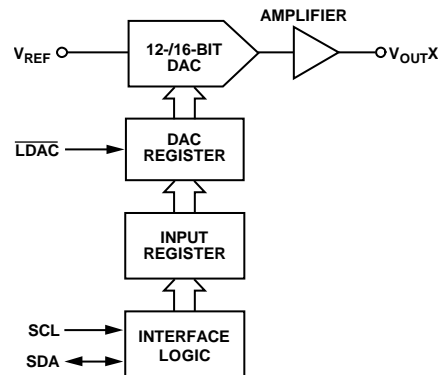 AMPLIFIER
VREF
12-/16-BIT
DAC
VOUTX
DAC
REGISTER
LDAC
INPUT
REGISTER
SCL
SDA
INTERFACE
LOGIC